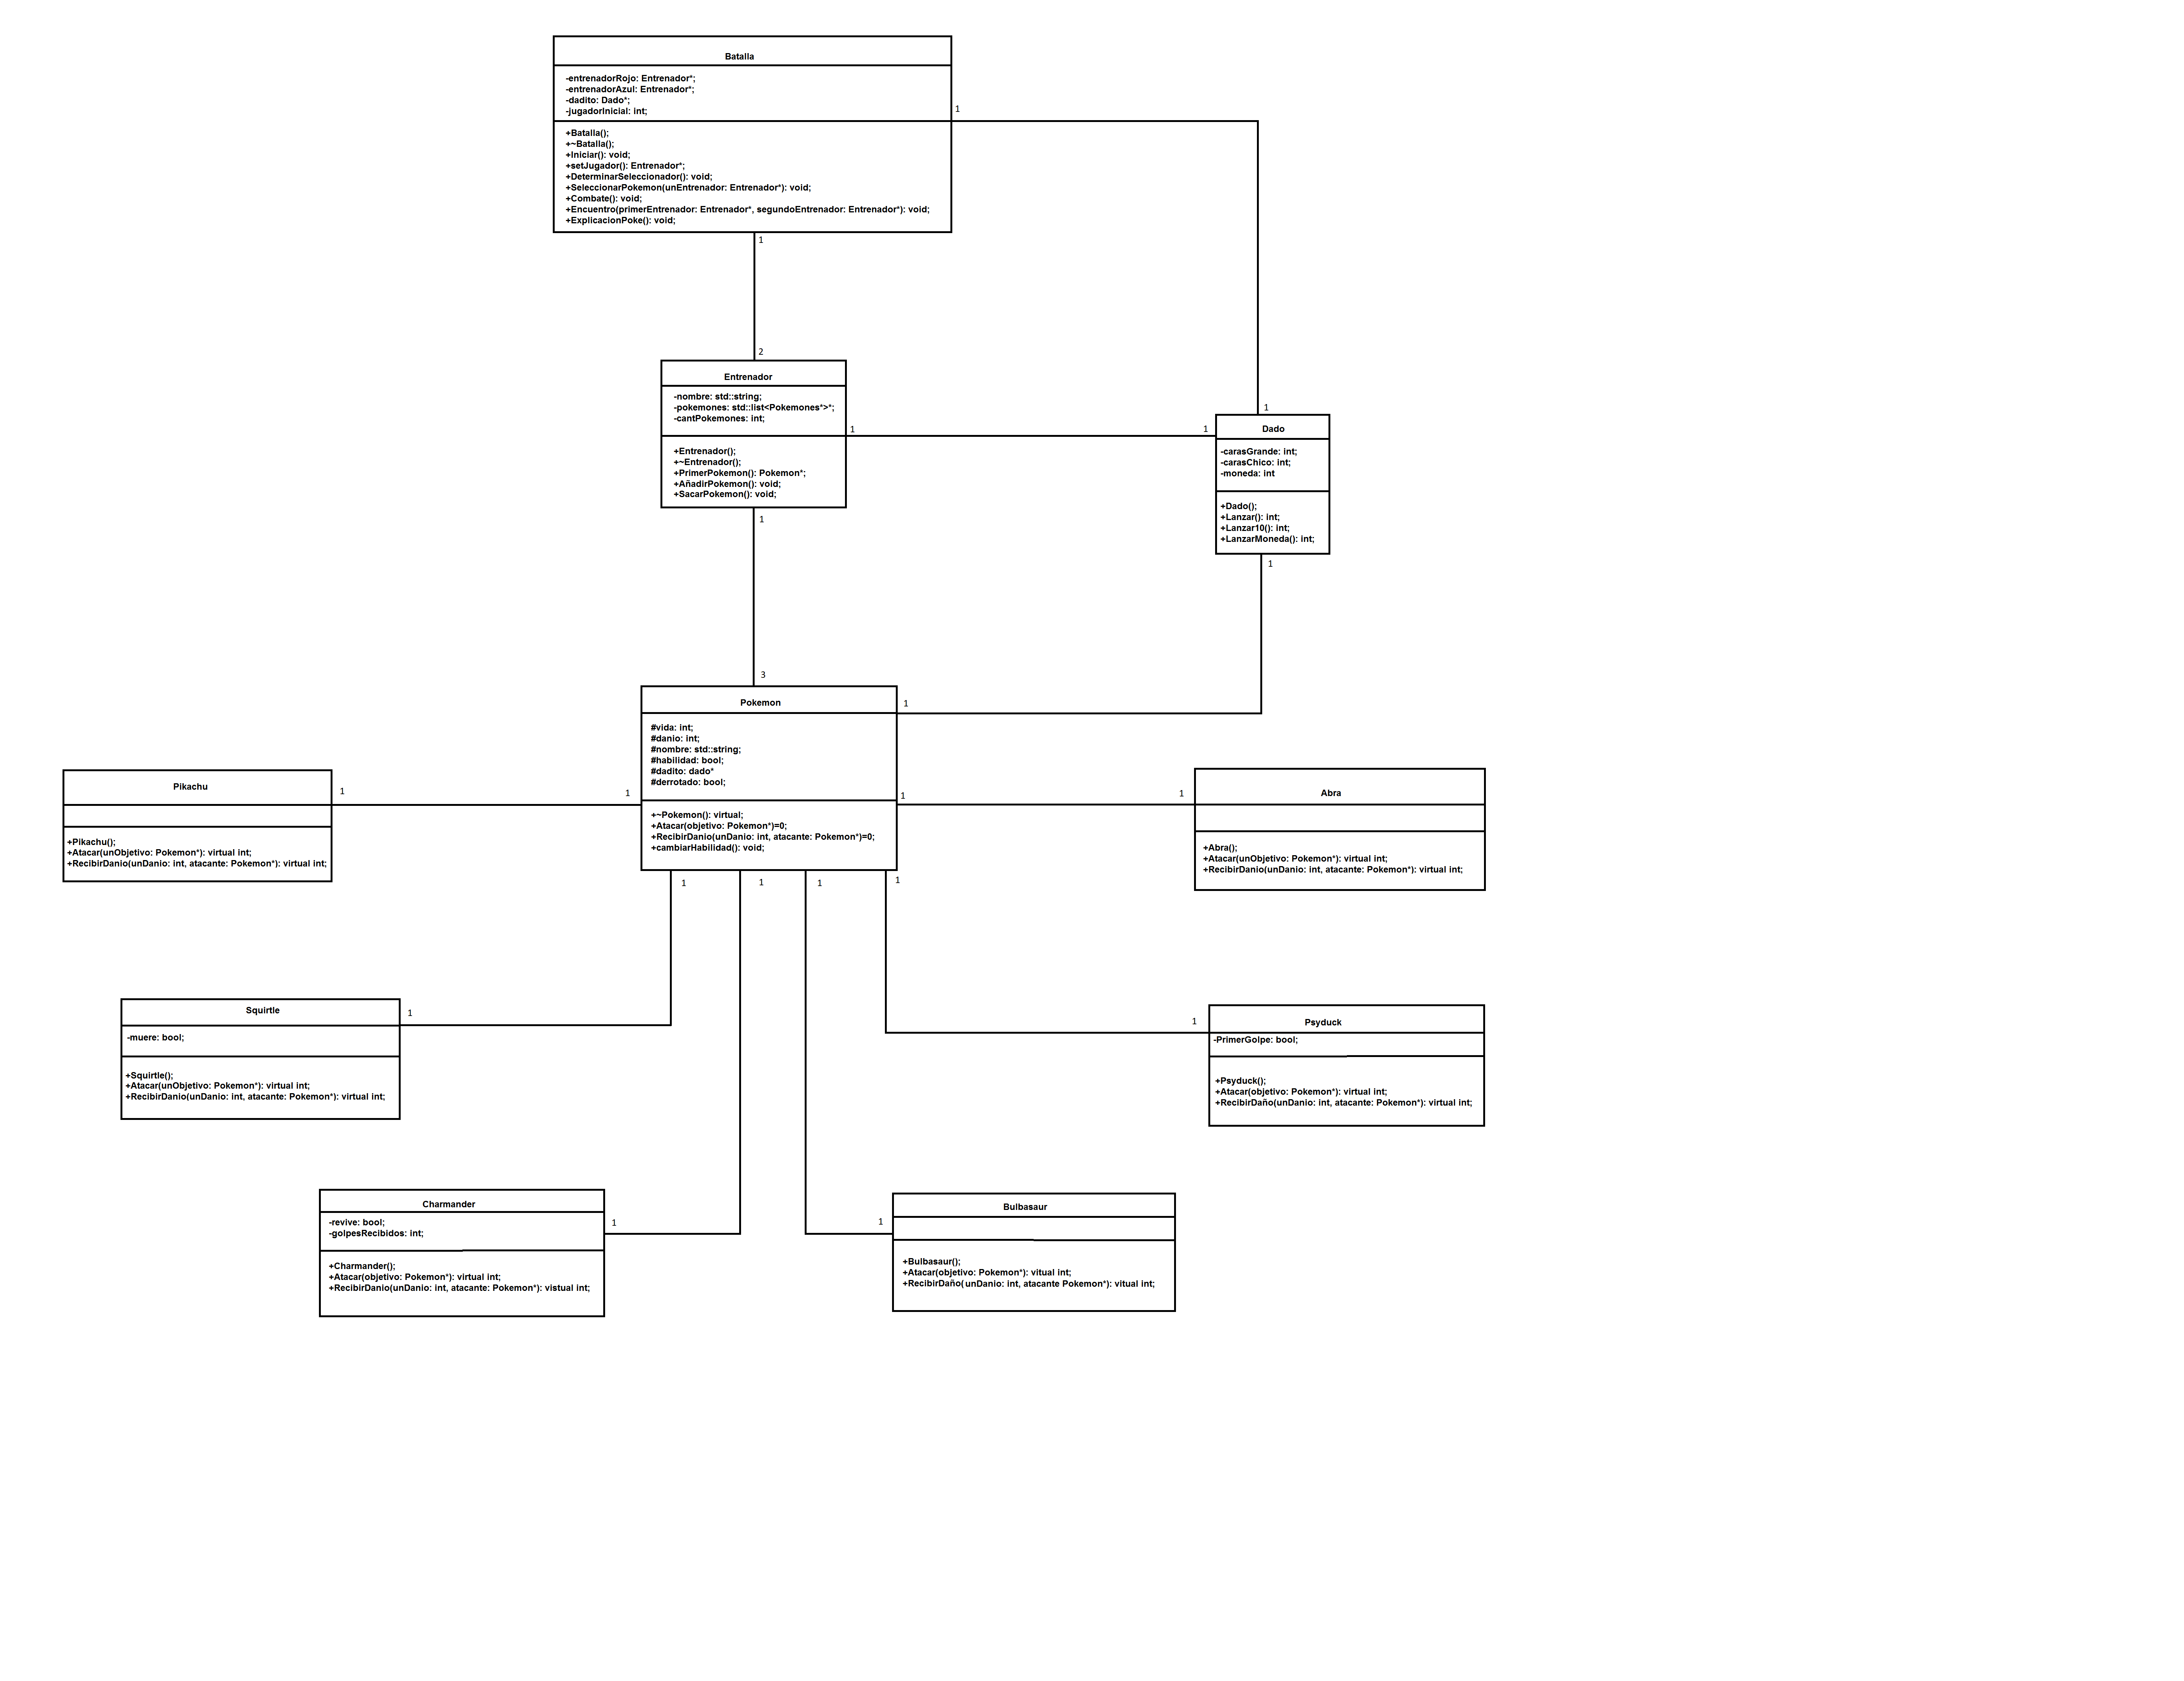 Batalla
-entrenadorRojo: Entrenador*;
-entrenadorAzul: Entrenador*;
-dadito: Dado*;
-jugadorInicial: int;
+Batalla();
+~Batalla();
+Iniciar(): void;
+setJugador(): Entrenador*;
+DeterminarSeleccionador(): void;
+SeleccionarPokemon(unEntrenador: Entrenador*): void;
+Combate(): void;
+Encuentro(primerEntrenador: Entrenador*, segundoEntrenador: Entrenador*): void;
+ExplicacionPoke(): void;
1
1
2
1
Entrenador
-nombre: std::string;
-pokemones: std::list<Pokemones*>*;
-cantPokemones: int;
+Entrenador();
+~Entrenador();
+PrimerPokemon(): Pokemon*;
+AñadirPokemon(): void;
+SacarPokemon(): void;
1
1
1
Dado
-carasGrande: int;
-carasChico: int;
-moneda: int
+Dado();
+Lanzar(): int;
+Lanzar10(): int;
+LanzarMoneda(): int;
1
3
1
Pokemon
#vida: int;
#danio: int;
#nombre: std::string;
#habilidad: bool;
#dadito: dado*
#derrotado: bool;
+~Pokemon(): virtual;
+Atacar(objetivo: Pokemon*)=0;
+RecibirDanio(unDanio: int, atacante: Pokemon*)=0;
+cambiarHabilidad(): void;
1
1
1
1
Pikachu
+Pikachu();
+Atacar(unObjetivo: Pokemon*): virtual int;
+RecibirDanio(unDanio: int, atacante: Pokemon*): virtual int;
Abra
+Abra();
+Atacar(unObjetivo: Pokemon*): virtual int;
+RecibirDanio(unDanio: int, atacante: Pokemon*): virtual int;
1
1
1
1
Squirtle
-muere: bool;
+Squirtle();
+Atacar(unObjetivo: Pokemon*): virtual int;
+RecibirDanio(unDanio: int, atacante: Pokemon*): virtual int;
1
1
Psyduck
-PrimerGolpe: bool;
+Psyduck();
+Atacar(objetivo: Pokemon*): virtual int;
+RecibirDaño(unDanio: int, atacante: Pokemon*): virtual int;
Charmander
-revive: bool;
-golpesRecibidos: int;
+Charmander();
+Atacar(objetivo: Pokemon*): virtual int;
+RecibirDanio(unDanio: int, atacante: Pokemon*): vistual int;
1
1
Bulbasaur
+Bulbasaur();
+Atacar(objetivo: Pokemon*): vitual int;
+RecibirDaño(unDanio: int, atacante Pokemon*): vitual int;